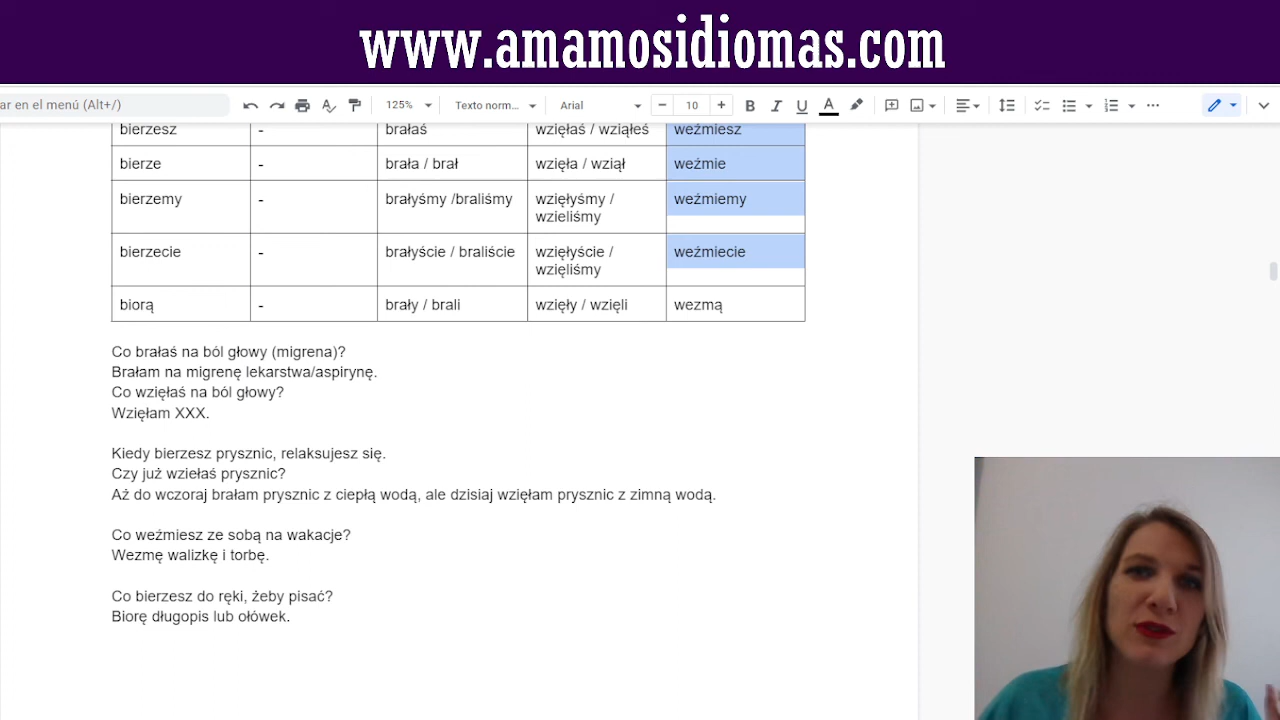 www.amamosidiomas.com
ar en el menú (Alt+/)
125%
Texto norm...
Arial
10
bierzesz - brałaś wzięłaś / wziąłeś weźmiesz
bierze - brała / brał wzięła / wziął weźmie
bierzemy - brałyśmy /braliśmy wzięłyśmy / weźmiemy
wzieliśmy
bierzecie - brałyście / braliście wzięłyście / weźmiecie
wzięliśmy
biorą - brały / brali wzięły / wzięli wezmą
Co brałaś na ból głowy (migrena)?
Brałam na migrenę lekarstwa/aspirynę.
Co wzięłaś na ból głowy?
Wzięłam XXX.
Kiedy bierzesz prysznic, relaksujesz się.
Czy już wziełaś prysznic?
Aż do wczoraj brałam prysznic z ciepłą wodą, ale dzisiaj wzięłam prysznic z zimną wodą.
Co weźmiesz ze sobą na wakacje?
Wezmę walizkę i torbę.
Co bierzesz do ręki, żeby pisać?
Biorę długopis lub ołówek.